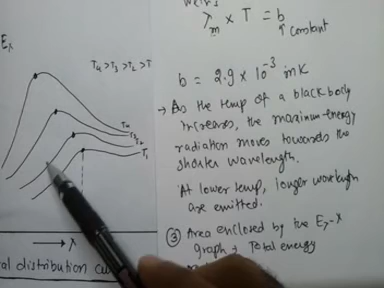 Eλ
T4 > T3 > T2 > T
T4
T3
T2
T1
→ λ
al distribution cu
λm × T = b
↑ constant
b = 2.9 × 10⁻³ mK
→ As the temp of a black body
increases, the maximum energy
radiation moves towards the
shorter wavelength.
At lower temp, longer wavelength
are emitted.
③ Area enclosed by the Eλ-λ
graph → Total energy